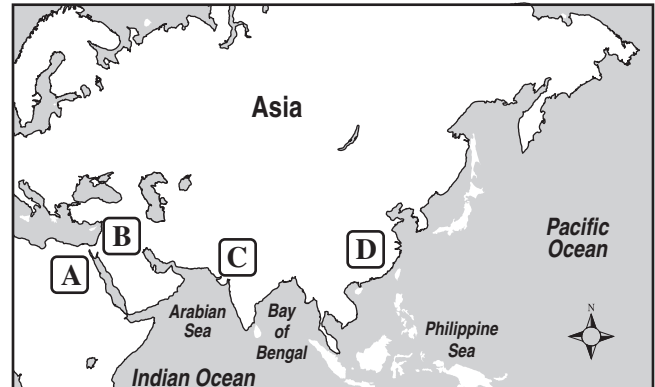 Asia
B
A
C
D
Pacific
Ocean
Arabian
Sea
Bay
of
Bengal
Philippine
Sea
N
Indian Ocean